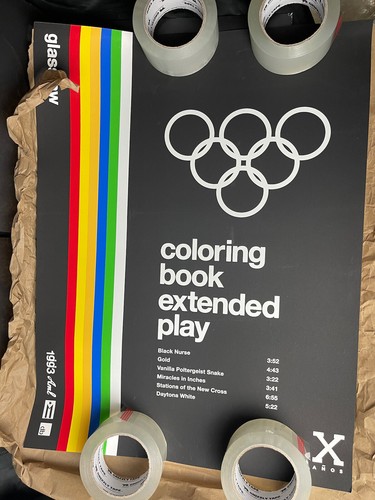 glassjaw
coloring
book
extended
play
Black Nurse 3:52
Gold 4:43
Vanilla Poltergeist Snake 3:22
Miracles in Inches 3:41
Stations of the New Cross 6:55
Daytona White 5:22
1993
X
AÑOS